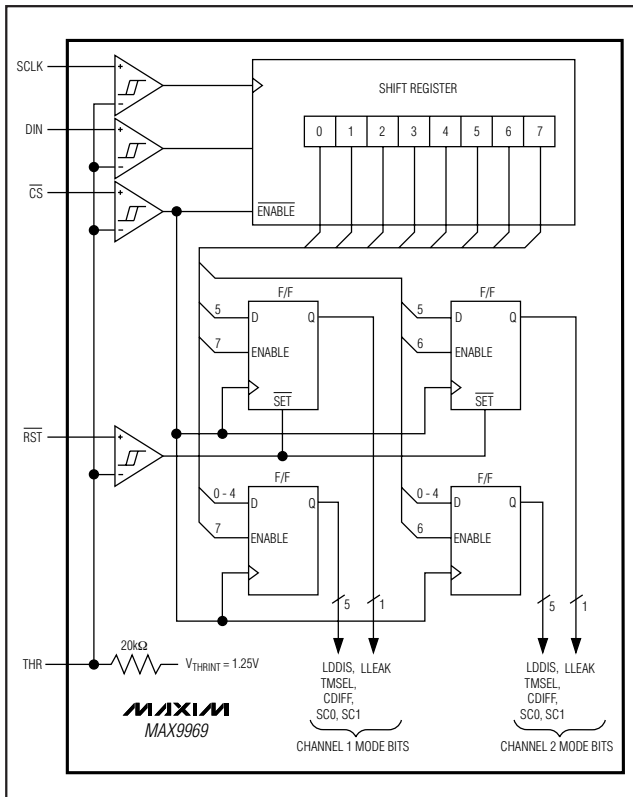 SCLK
SHIFT REGISTER
DIN
0 1 2 3 4 5 6 7
CS
ENABLE
F/F F/F
5 D Q 5 D Q
7 ENABLE 6 ENABLE
SET SET
RST
F/F F/F
0 - 4 D Q 0 - 4 D Q
7 ENABLE 6 ENABLE
5 1 5 1
20kΩ
THR VTHRINT = 1.25V
LDDIS, LLEAK LDDIS, LLEAK
TMSEL, TMSEL,
CDIFF, CDIFF,
SC0, SC1 SC0, SC1
MAXIM
MAX9969
CHANNEL 1 MODE BITS CHANNEL 2 MODE BITS